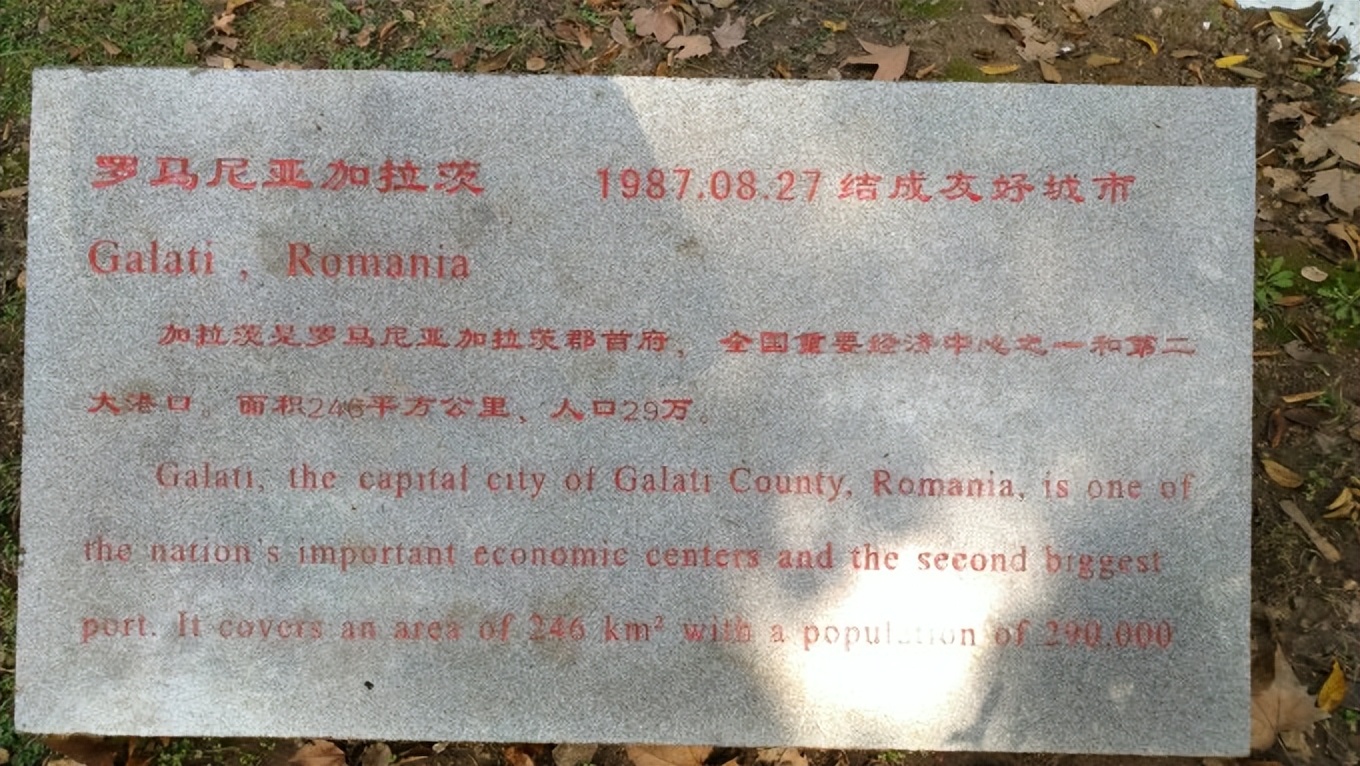 罗马尼亚加拉茨 1987.08.27 结成友好城市
Galati , Romania
加拉茨是罗马尼亚加拉茨郡首府、全国重要经济中心之一和第二
大港口。面积246平方公里、人口29万。
Galati, the capital city of Galati County, Romania, is one of
the nation's important economic centers and the second biggest
port. It covers an area of 246 km² with a population of 290,000